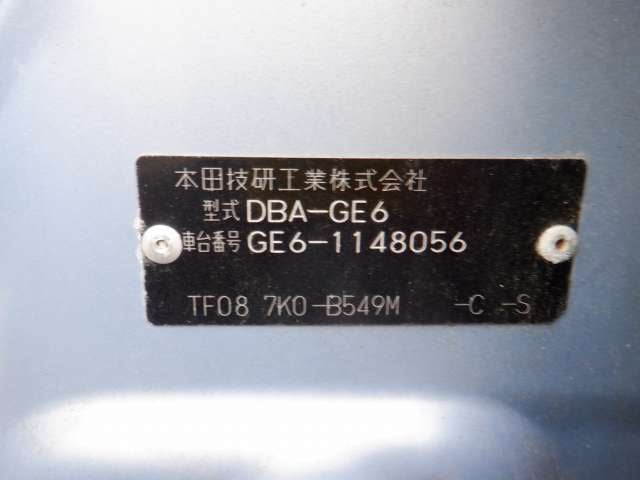 本田技研工業株式会社
型式 DBA-GE6
車台番号 GE6-1148056
TF08 7K0-B549M -C -S